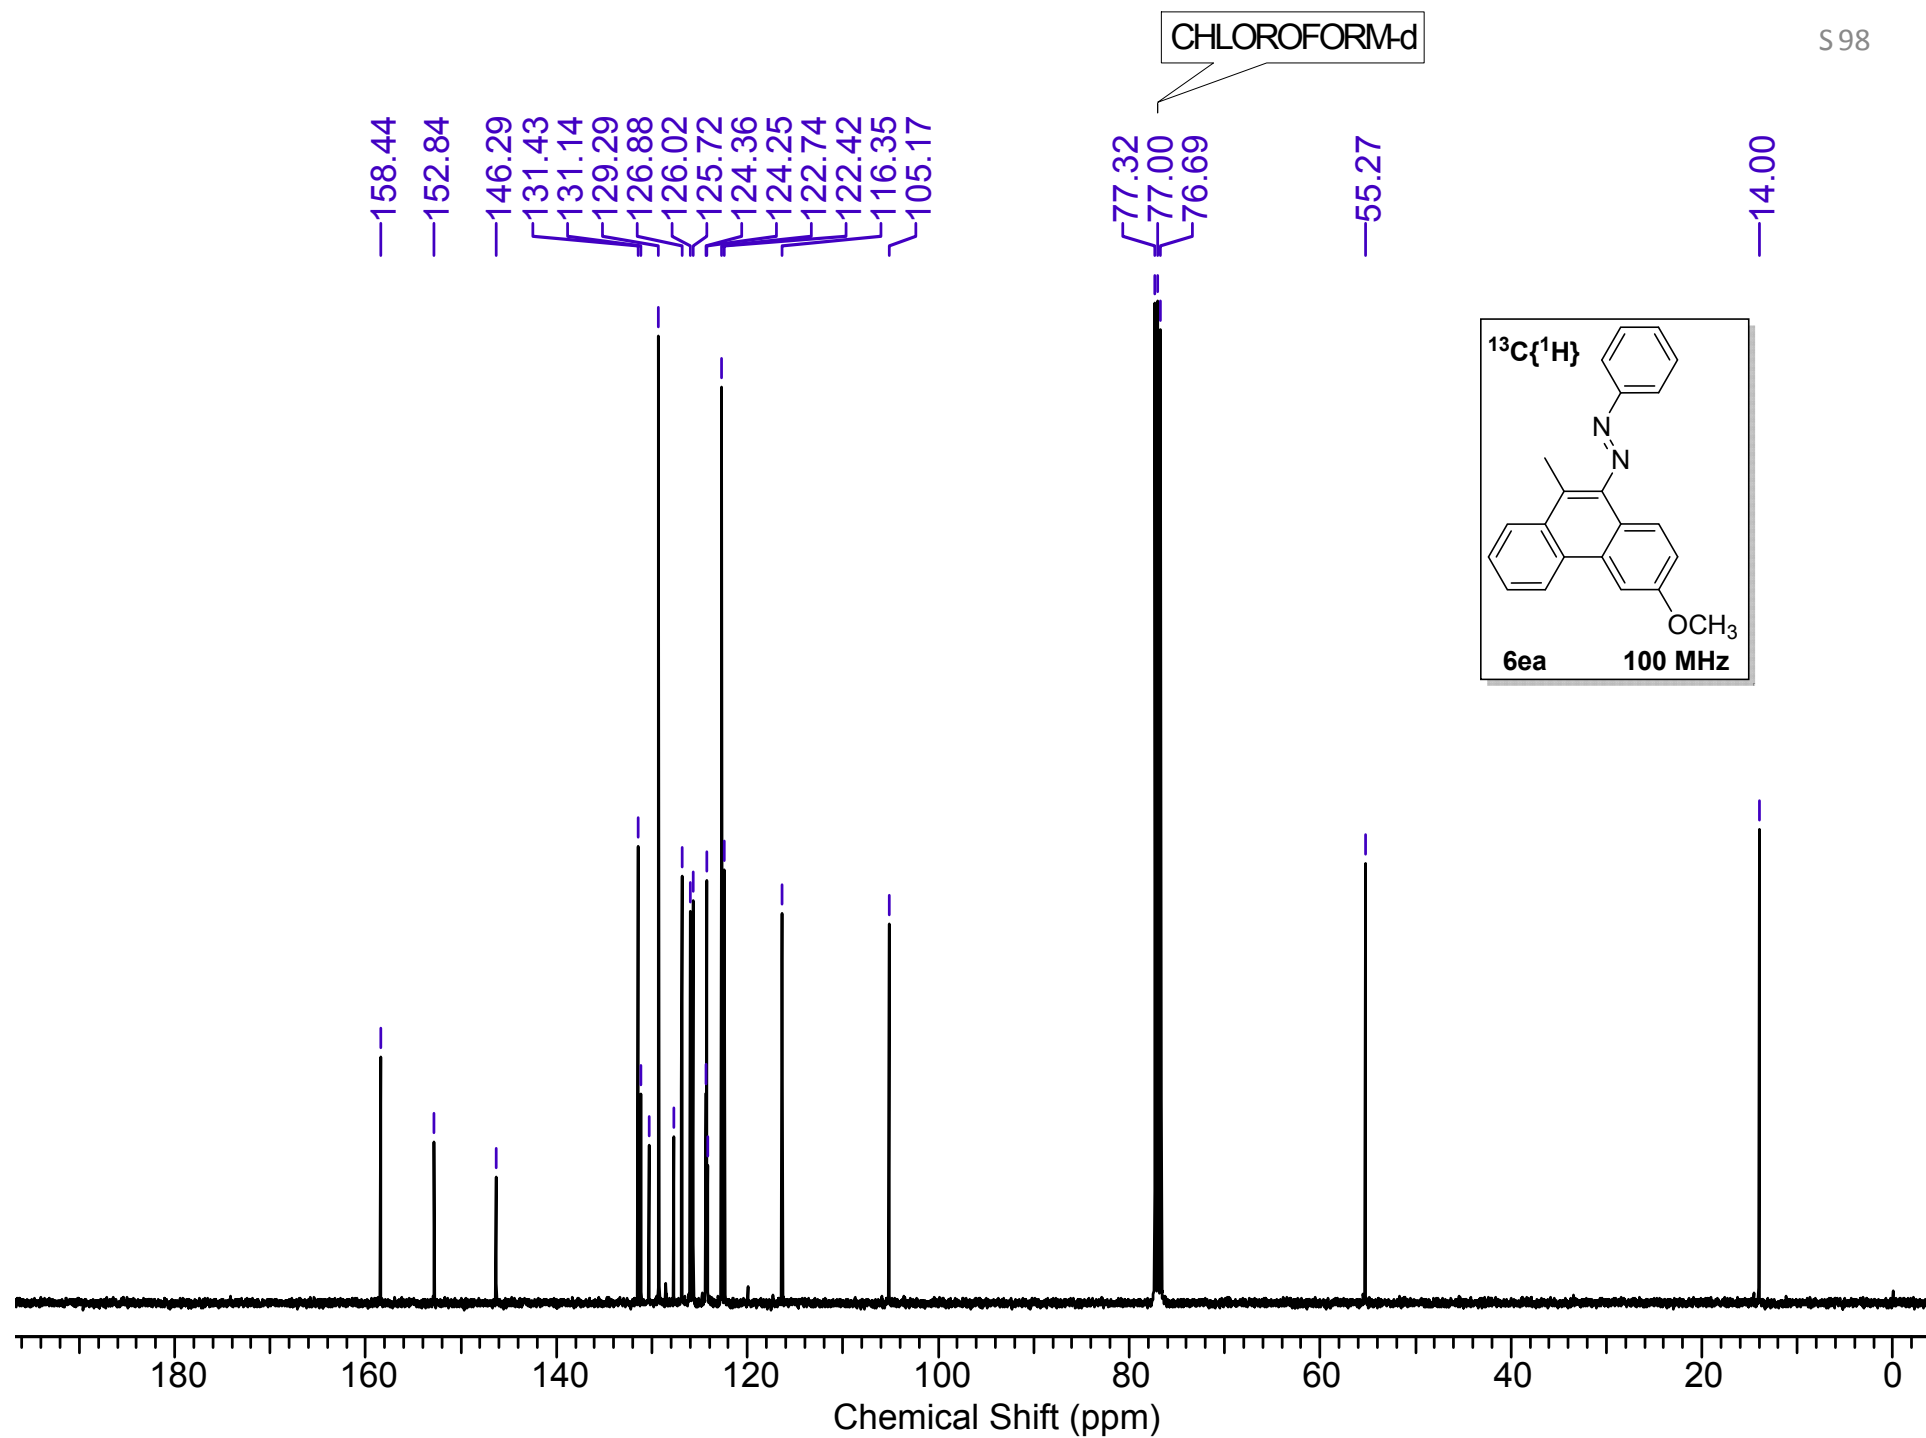 CHLOROFORM-d
S 98
158.44
152.84
146.29
131.43
131.14
129.29
126.88
126.02
125.72
124.36
124.25
122.74
122.42
116.35
105.17
77.32
77.00
76.69
55.27
14.00
¹³C{¹H}
N
N
OCH₃
6ea 100 MHz
180 160 140 120 100 80 60 40 20 0
Chemical Shift (ppm)